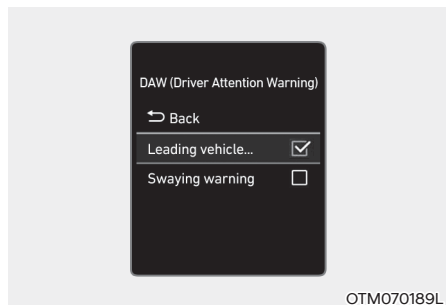 DAW (Driver Attention Warning)
Back
Leading vehicle...
Swaying warning
OTM070189L